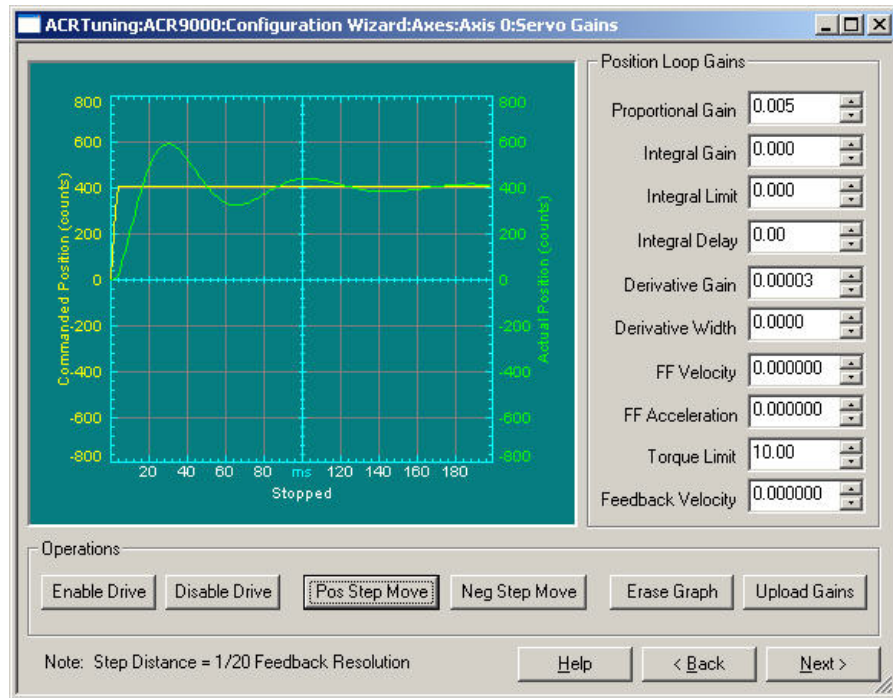 ACRTuning:ACR9000:Configuration Wizard:Axes:Axis 0:Servo Gains
Commanded Position (counts)
800
600
400
200
0
-200
-400
-600
-800
800
600
400
200
0
-200
-400
-600
-800
Actual Position (counts)
20 40 60 80 ms 120 140 160 180
Stopped
Position Loop Gains
Proportional Gain 0.005
Integral Gain 0.000
Integral Limit 0.000
Integral Delay 0.00
Derivative Gain 0.00003
Derivative Width 0.0000
FF Velocity 0.000000
FF Acceleration 0.000000
Torque Limit 10.00
Feedback Velocity 0.000000
Operations
Enable Drive Disable Drive Pos Step Move Neg Step Move Erase Graph Upload Gains
Note: Step Distance = 1/20 Feedback Resolution
Help < Back Next >